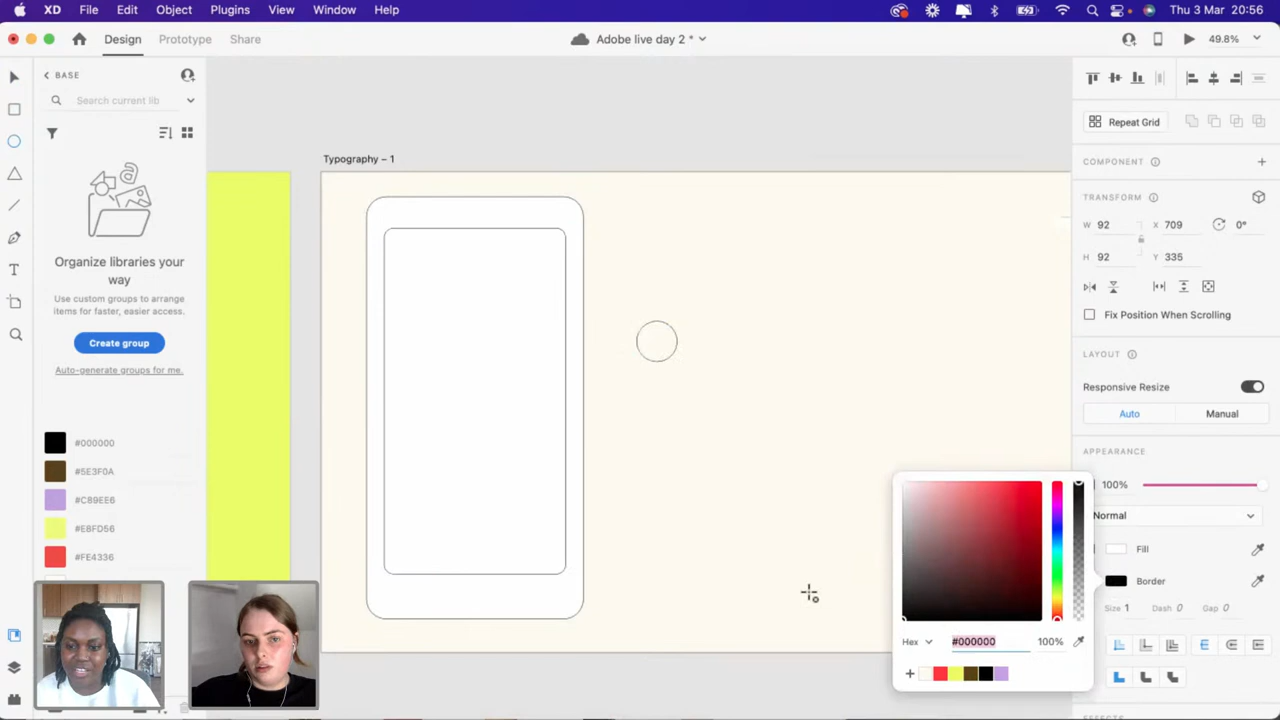 XD File Edit Object Plugins View Window Help
Thu 3 Mar 20:56
Design Prototype Share
Adobe live day 2 *
49.8%
BASE
Search current lib
Organize libraries your
way
Use custom groups to arrange
items for faster, easier access.
Create group
Auto-generate groups for me.
#000000
#5E3F0A
#C89EE6
#E8FD56
#FE4336
Typography – 1
Repeat Grid
COMPONENT
TRANSFORM
W 92 X 709 0°
H 92 Y 335
Fix Position When Scrolling
LAYOUT
Responsive Resize
Auto Manual
APPEARANCE
100%
Normal
Fill
Border
Size 1 Dash 0 Gap 0
Hex #000000 100%